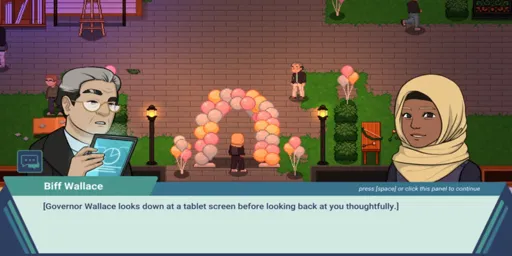 Biff Wallace
press [space] or click this panel to continue
[Governor Wallace looks down at a tablet screen before looking back at you thoughtfully.]